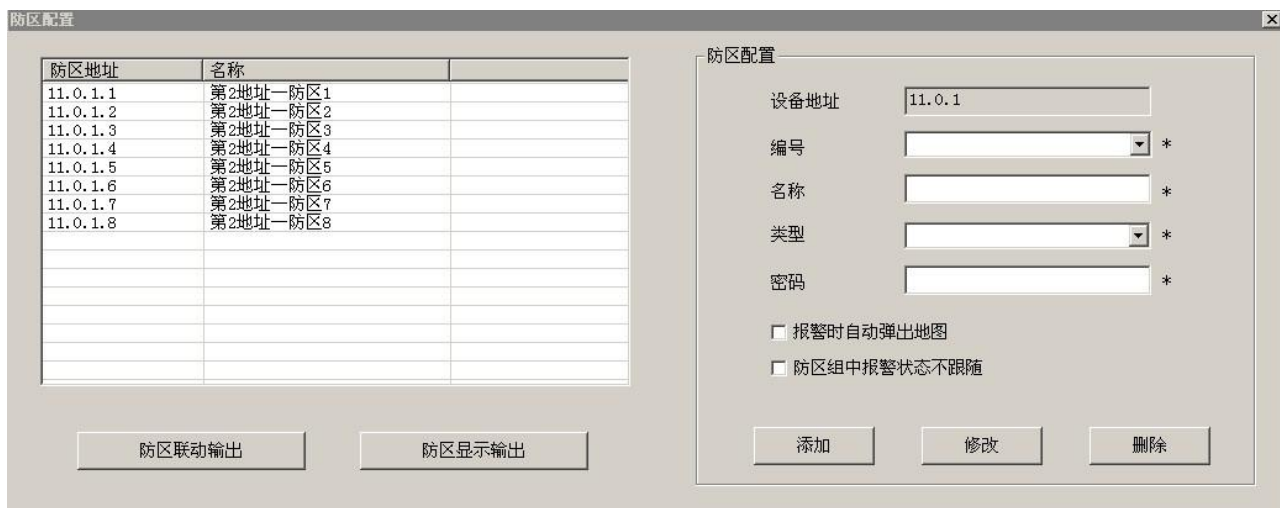 防区配置
防区地址 名称
11.0.1.1 第2地址一防区1
11.0.1.2 第2地址一防区2
11.0.1.3 第2地址一防区3
11.0.1.4 第2地址一防区4
11.0.1.5 第2地址一防区5
11.0.1.6 第2地址一防区6
11.0.1.7 第2地址一防区7
11.0.1.8 第2地址一防区8
防区联动输出 防区显示输出
防区配置
设备地址 11.0.1
编号 *
名称 *
类型 *
密码 *
报警时自动弹出地图
防区组中报警状态不跟随
添加 修改 删除